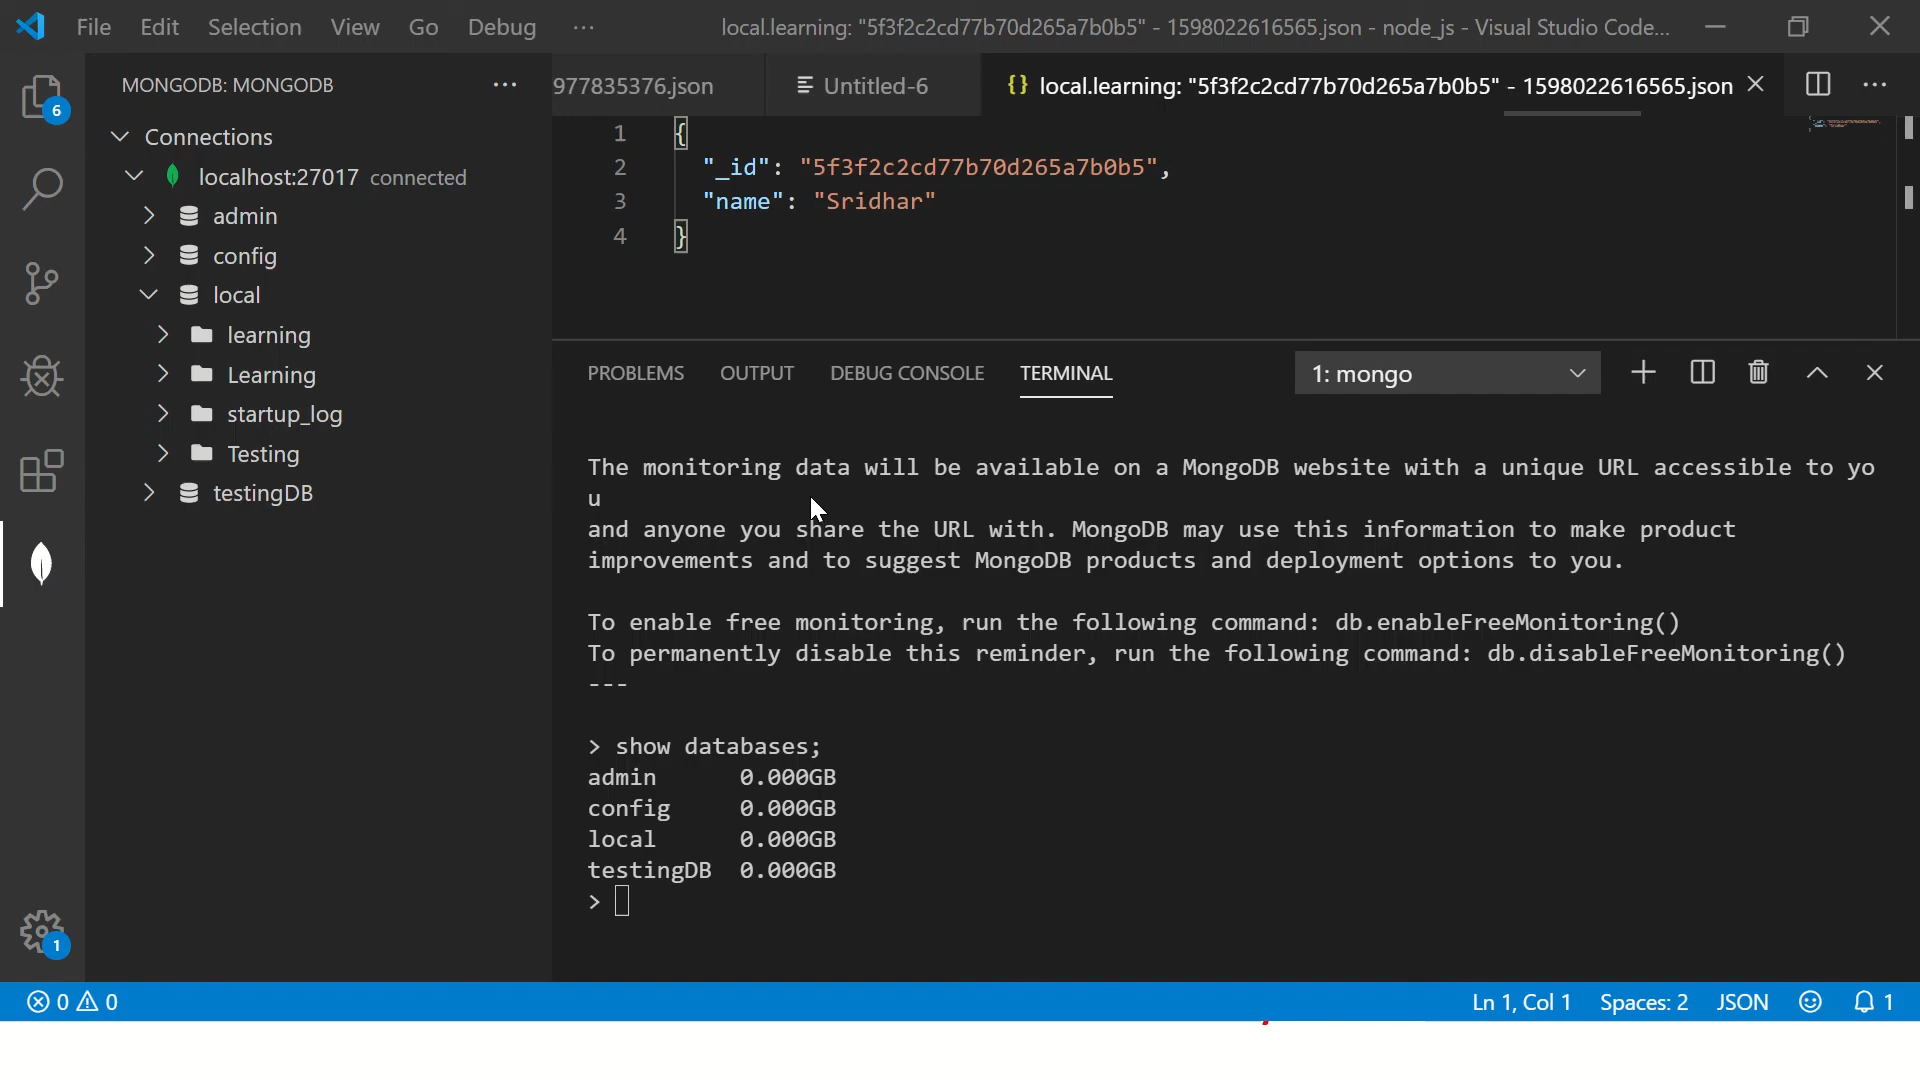 File Edit Selection View Go Debug ···
local.learning: "5f3f2c2cd77b70d265a7b0b5" - 1598022616565.json - node_js - Visual Studio Code...
6
MONGODB: MONGODB
Connections
localhost:27017 connected
admin
config
local
learning
Learning
startup_log
Testing
testingDB
1
977835376.json
Untitled-6
{} local.learning: "5f3f2c2cd77b70d265a7b0b5" - 1598022616565.json
1 {
2 "_id": "5f3f2c2cd77b70d265a7b0b5",
3 "name": "Sridhar"
4 }
PROBLEMS OUTPUT DEBUG CONSOLE TERMINAL
1: mongo
The monitoring data will be available on a MongoDB website with a unique URL accessible to yo
u
and anyone you share the URL with. MongoDB may use this information to make product
improvements and to suggest MongoDB products and deployment options to you.
To enable free monitoring, run the following command: db.enableFreeMonitoring()
To permanently disable this reminder, run the following command: db.disableFreeMonitoring()
---
> show databases;
admin 0.000GB
config 0.000GB
local 0.000GB
testingDB 0.000GB
>
0 0
Ln 1, Col 1 Spaces: 2 JSON 1